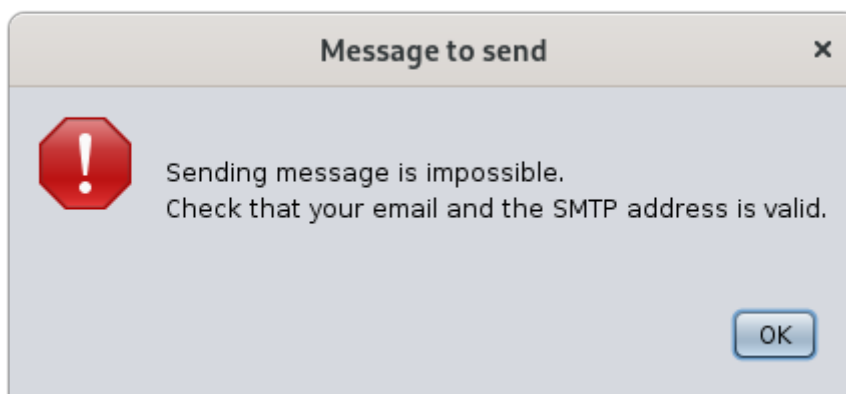 Message to send
Sending message is impossible.
Check that your email and the SMTP address is valid.
OK